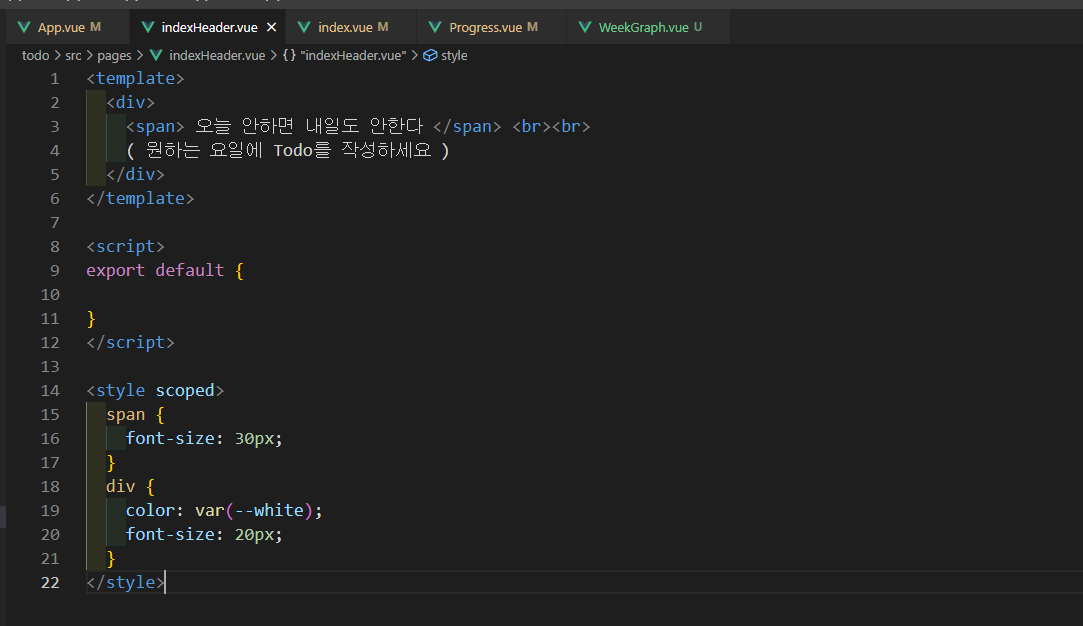 App.vue M indexHeader.vue index.vue M Progress.vue M WeekGraph.vue U
todo > src > pages > indexHeader.vue > {} "indexHeader.vue" > style
1 <template>
2 <div>
3 <span> 오늘 안하면 내일도 안한다 </span> <br><br>
4 ( 원하는 요일에 Todo를 작성하세요 )
5 </div>
6 </template>
7
8 <script>
9 export default {
10
11 }
12 </script>
13
14 <style scoped>
15 span {
16 font-size: 30px;
17 }
18 div {
19 color: var(--white);
20 font-size: 20px;
21 }
22 </style>